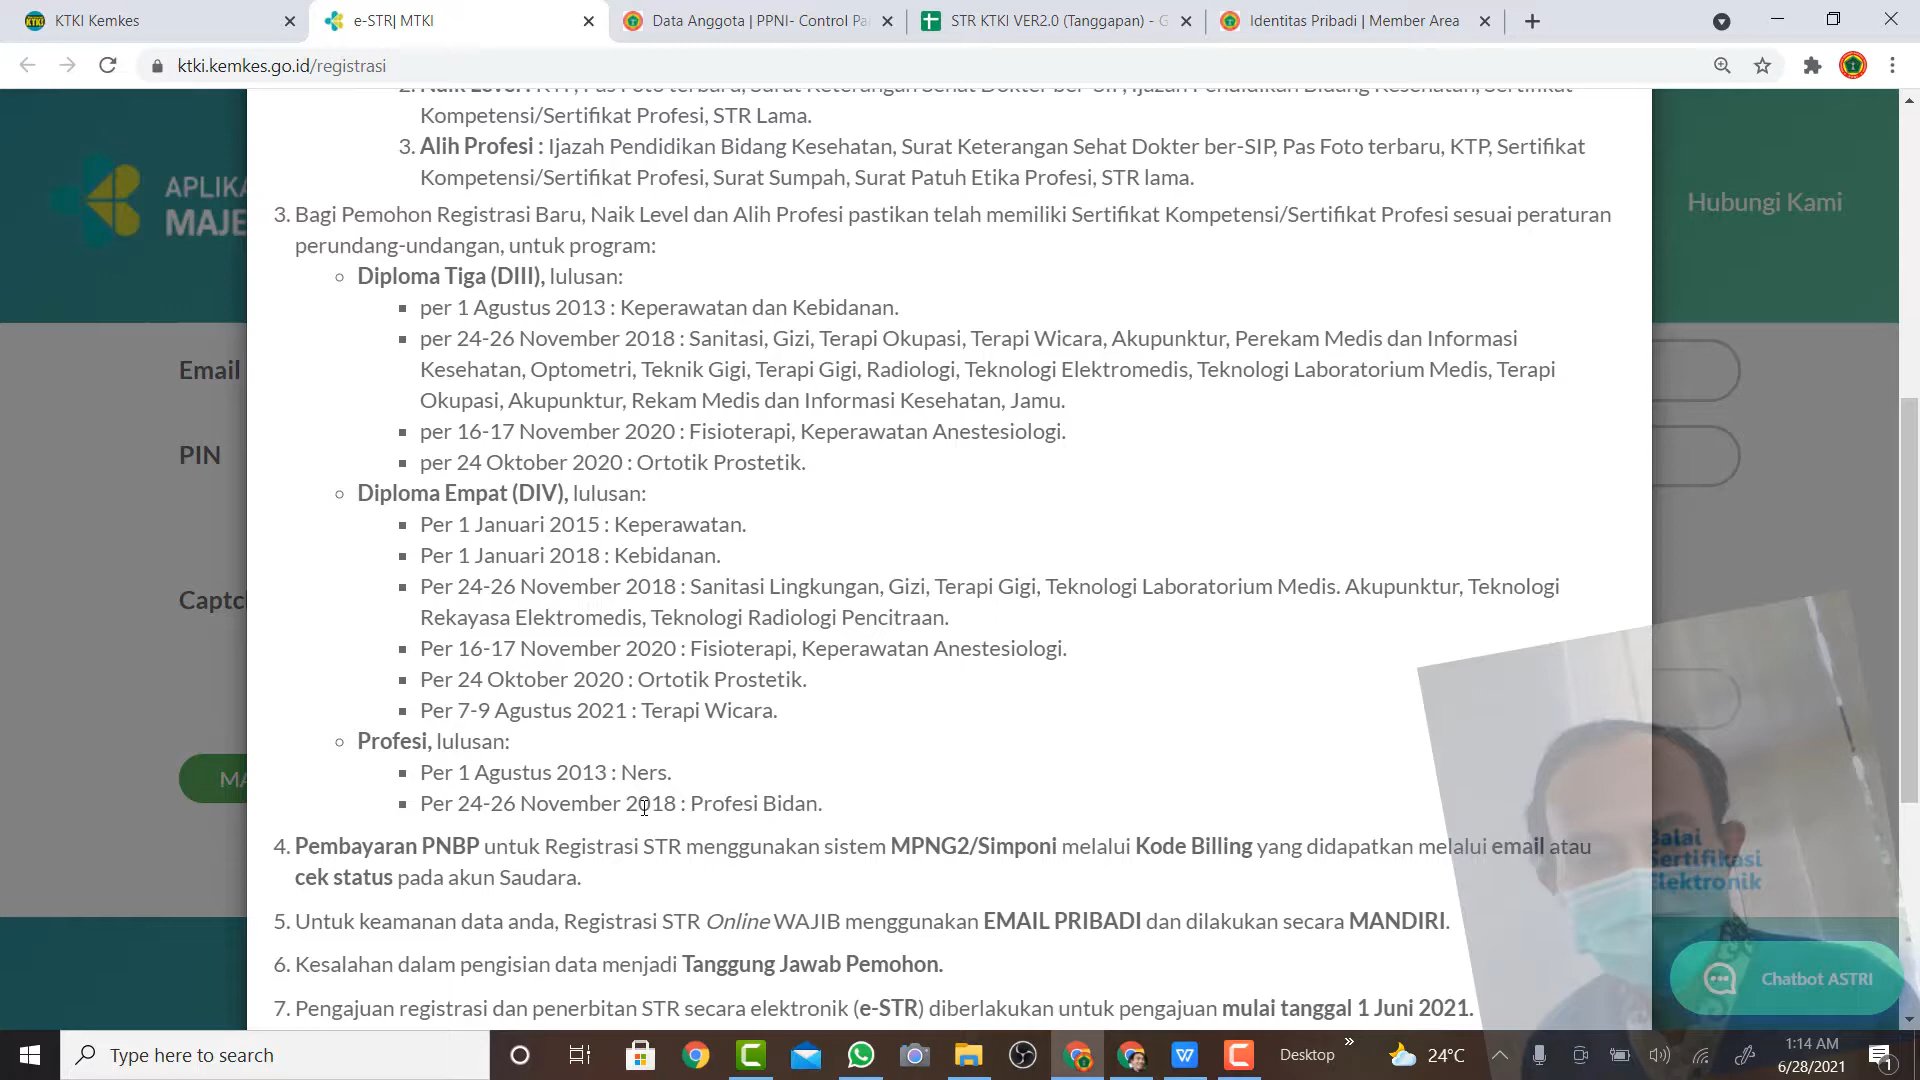 KTKI Kemkes
e-STR| MTKI
Data Anggota | PPNI- Control Pa
STR KTKI VER2.0 (Tanggapan) - G
Identitas Pribadi | Member Area
ktki.kemkes.go.id/registrasi
Kompetensi/Sertifikat Profesi, STR Lama.
3. Alih Profesi : Ijazah Pendidikan Bidang Kesehatan, Surat Keterangan Sehat Dokter ber-SIP, Pas Foto terbaru, KTP, Sertifikat
Kompetensi/Sertifikat Profesi, Surat Sumpah, Surat Patuh Etika Profesi, STR lama.
APLIKA
MAJE
Hubungi Kami
3. Bagi Pemohon Registrasi Baru, Naik Level dan Alih Profesi pastikan telah memiliki Sertifikat Kompetensi/Sertifikat Profesi sesuai peraturan
perundang-undangan, untuk program:
Diploma Tiga (DIII), lulusan:
per 1 Agustus 2013 : Keperawatan dan Kebidanan.
per 24-26 November 2018 : Sanitasi, Gizi, Terapi Okupasi, Terapi Wicara, Akupunktur, Perekam Medis dan Informasi
Kesehatan, Optometri, Teknik Gigi, Terapi Gigi, Radiologi, Teknologi Elektromedis, Teknologi Laboratorium Medis, Terapi
Okupasi, Akupunktur, Rekam Medis dan Informasi Kesehatan, Jamu.
per 16-17 November 2020 : Fisioterapi, Keperawatan Anestesiologi.
per 24 Oktober 2020 : Ortotik Prostetik.
Diploma Empat (DIV), lulusan:
Per 1 Januari 2015 : Keperawatan.
Per 1 Januari 2018 : Kebidanan.
Per 24-26 November 2018 : Sanitasi Lingkungan, Gizi, Terapi Gigi, Teknologi Laboratorium Medis. Akupunktur, Teknologi
Rekayasa Elektromedis, Teknologi Radiologi Pencitraan.
Per 16-17 November 2020 : Fisioterapi, Keperawatan Anestesiologi.
Per 24 Oktober 2020 : Ortotik Prostetik.
Per 7-9 Agustus 2021 : Terapi Wicara.
Profesi, lulusan:
Per 1 Agustus 2013 : Ners.
Per 24-26 November 2018 : Profesi Bidan.
Email
PIN
Captc
MA
4. Pembayaran PNBP untuk Registrasi STR menggunakan sistem MPNG2/Simponi melalui Kode Billing yang didapatkan melalui email atau
cek status pada akun Saudara.
5. Untuk keamanan data anda, Registrasi STR Online WAJIB menggunakan EMAIL PRIBADI dan dilakukan secara MANDIRI.
6. Kesalahan dalam pengisian data menjadi Tanggung Jawab Pemohon.
7. Pengajuan registrasi dan penerbitan STR secara elektronik (e-STR) diberlakukan untuk pengajuan mulai tanggal 1 Juni 2021.
Balai
Sertifikasi
Elektronik
Chatbot ASTRI
Type here to search
Desktop
24°C
1:14 AM
6/28/2021
1